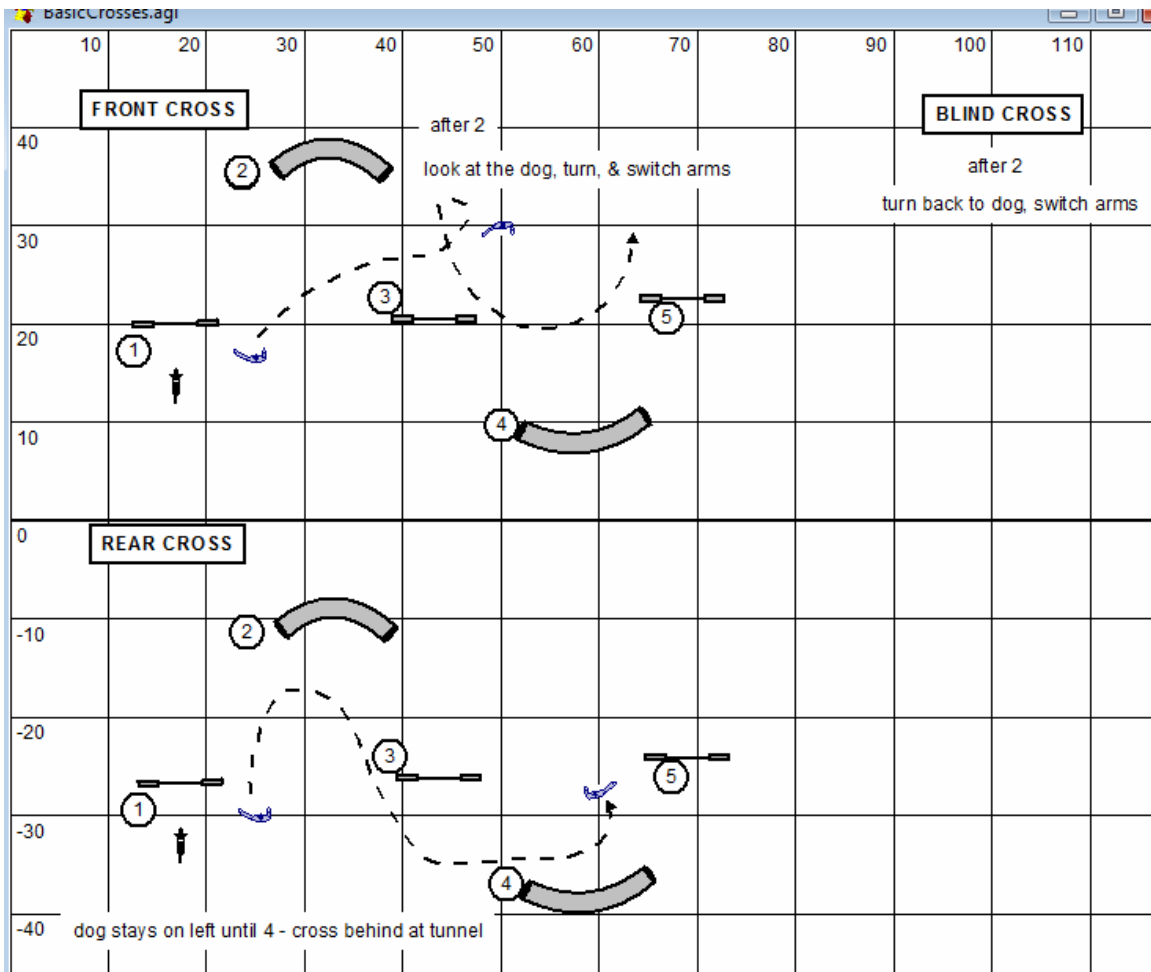 BasicCrosses.agl
10 20 30 40 50 60 70 80 90 100 110
FRONT CROSS
BLIND CROSS
after 2
40
after 2
2
look at the dog, turn, & switch arms
turn back to dog, switch arms
30
3
5
20
1
10
4
0
REAR CROSS
-10
2
-20
3
5
1
-30
4
-40
dog stays on left until 4 - cross behind at tunnel